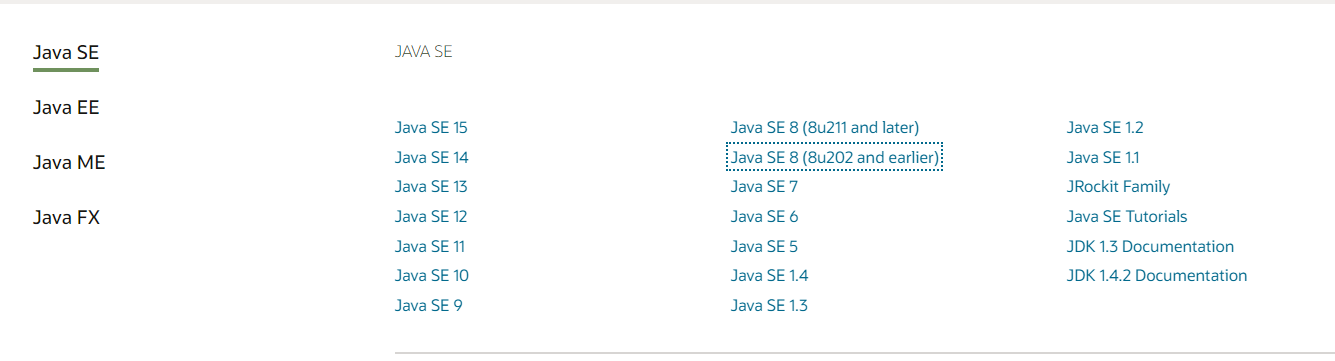 Java SE
Java EE
Java ME
Java FX
JAVA SE
Java SE 15
Java SE 14
Java SE 13
Java SE 12
Java SE 11
Java SE 10
Java SE 9
Java SE 8 (8u211 and later)
Java SE 8 (8u202 and earlier)
Java SE 7
Java SE 6
Java SE 5
Java SE 1.4
Java SE 1.3
Java SE 1.2
Java SE 1.1
JRockit Family
Java SE Tutorials
JDK 1.3 Documentation
JDK 1.4.2 Documentation